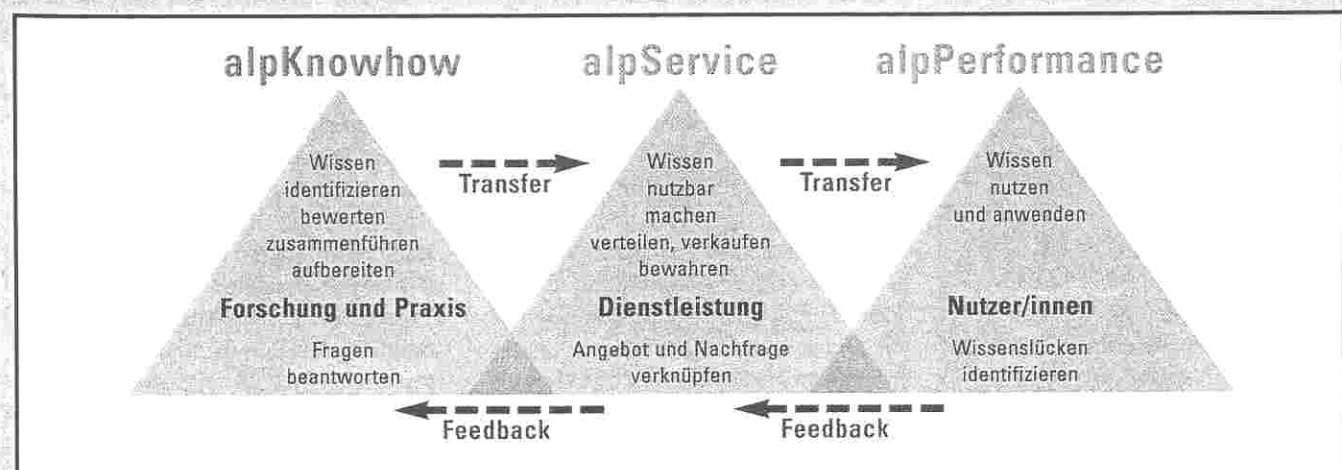 alpKnowhow
alpService
alpPerformance
Wissen
identifizieren
bewerten
zusammenführen
aufbereiten
Forschung und Praxis
Fragen
beantworten
Transfer
Wissen
nutzbar
machen
verteilen, verkaufen
bewahren
Dienstleistung
Angebot und Nachfrage
verknüpfen
Transfer
Wissen
nutzen
und anwenden
Nutzer/innen
Wissenslücken
identifizieren
Feedback
Feedback